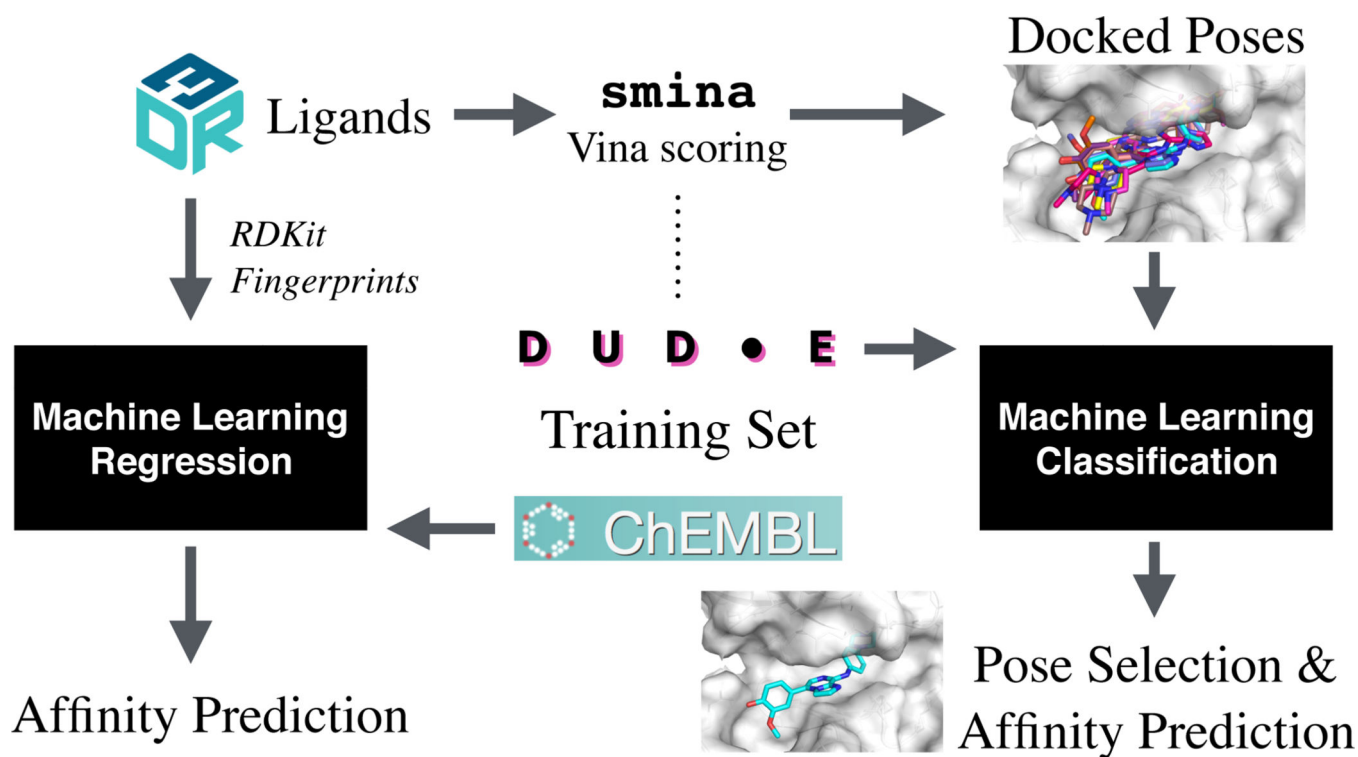 D3R
Ligands
smina
Vina scoring
Docked Poses
RDKit
Fingerprints
D U D • E
Training Set
Machine Learning
Regression
Machine Learning
Classification
ChEMBL
Affinity Prediction
Pose Selection &
Affinity Prediction